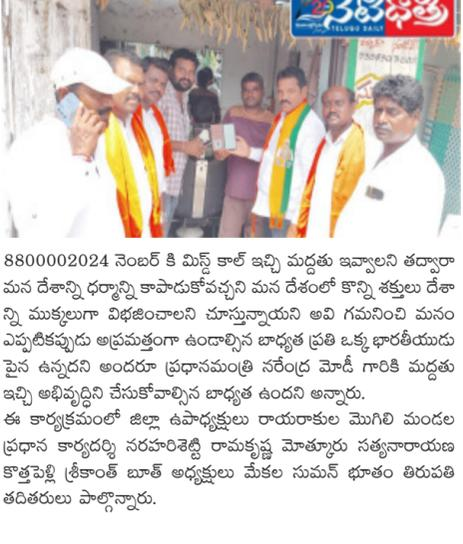 నేటిధాత్రి
TELUGU DAILY
8800002024 నెంబర్ కి మిస్డ్ కాల్ ఇచ్చి మద్దతు ఇవ్వాలని తద్వారా
మన దేశాన్ని ధర్మాన్ని కాపాడుకోవచ్చని మన దేశంలో కొన్ని శక్తులు దేశా
న్ని ముక్కలుగా విభజించాలని చూస్తున్నాయని అవి గమనించి మనం
ఎప్పటికప్పుడు అప్రమత్తంగా ఉండాల్సిన బాధ్యత ప్రతి ఒక్క భారతీయుడు
పైన ఉన్నదని అందరూ ప్రధానమంత్రి నరేంద్ర మోడీ గారికి మద్దతు
ఇచ్చి అభివృద్ధిని చేసుకోవాల్సిన బాధ్యత ఉందని అన్నారు.
ఈ కార్యక్రమంలో జిల్లా ఉపాధ్యక్షులు రాయరాకుల మొగిలి మండల
ప్రధాన కార్యదర్శి నరహరిశెట్టి రామకృష్ణ మోత్కూరు సత్యనారాయణ
కొత్తపెళ్లి శ్రీకాంత్ బూత్ అధ్యక్షులు మేకల సుమన్ భూతం తిరుపతి
తదితరులు పాల్గొన్నారు.